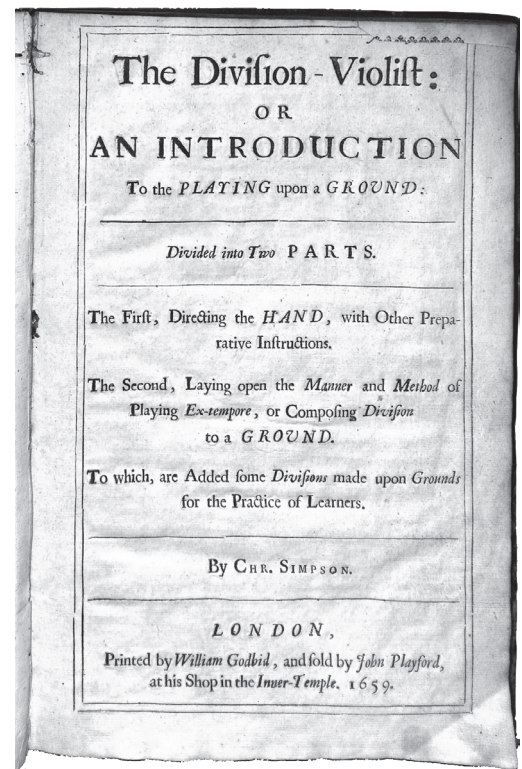 The Diviſion-Violiſt:
OR
AN INTRODUCTION
To the PLAYING upon a GROUND:
Divided into Two PARTS.
The Firſt, Directing the HAND, with Other Prepa-
rative Inſtructions.
The Second, Laying open the Manner and Method of
Playing Ex-tempore, or Compoſing Diviſion
to a GROUND.
To which, are Added ſome Diviſions made upon Grounds
for the Practice of Learners.
By CHR. SIMPSON.
LONDON,
Printed by William Godbid, and ſold by John Playford,
at his Shop in the Inner-Temple. 1659.